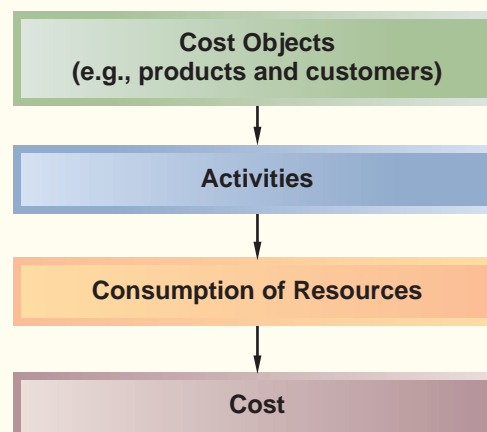 Cost Objects
(e.g., products and customers)
Activities
Consumption of Resources
Cost